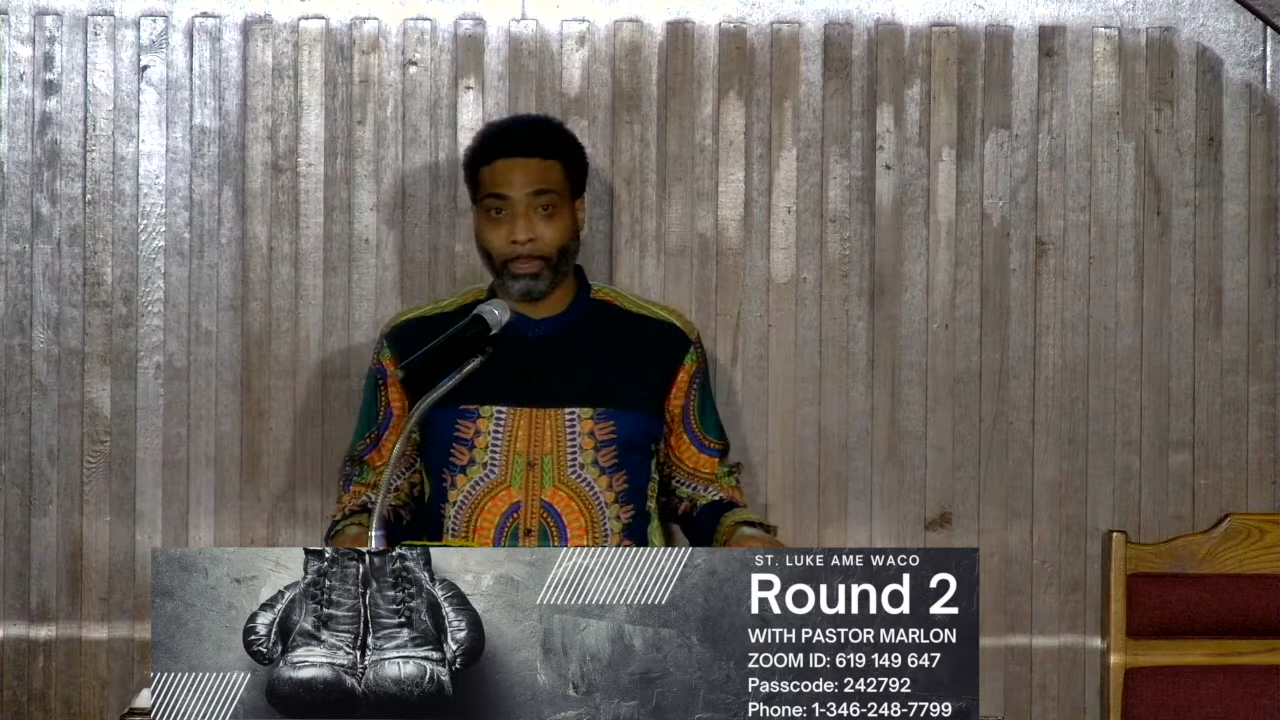 ST. LUKE AME WACO
Round 2
WITH PASTOR MARLON
ZOOM ID: 619 149 647
Passcode: 242792
Phone: 1-346-248-7799